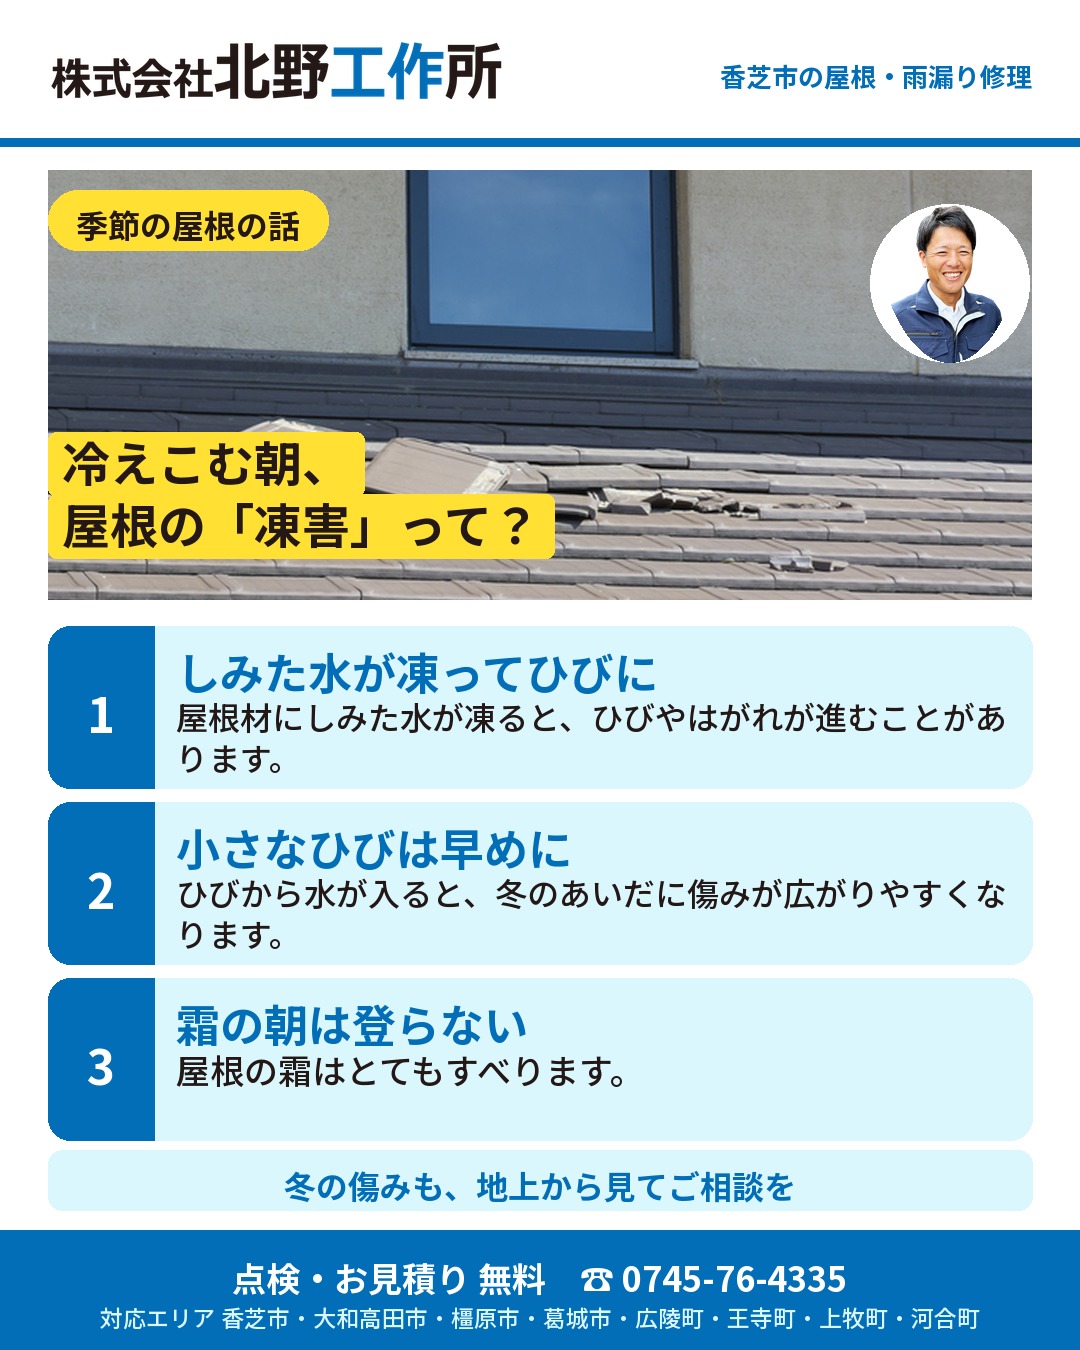 株式会社北野工作所
香芝市の屋根・雨漏り修理
季節の屋根の話
冷えこむ朝、
屋根の「凍害」って？
1
しみた水が凍ってひびに
屋根材にしみた水が凍ると、ひびやはがれが進むことがあ
ります。
2
小さなひびは早めに
ひびから水が入ると、冬のあいだに傷みが広がりやすくな
ります。
3
霜の朝は登らない
屋根の霜はとてもすべります。
冬の傷みも、地上から見てご相談を
点検・お見積り 無料 ☎ 0745-76-4335
対応エリア 香芝市・大和高田市・橿原市・葛城市・広陵町・王寺町・上牧町・河合町